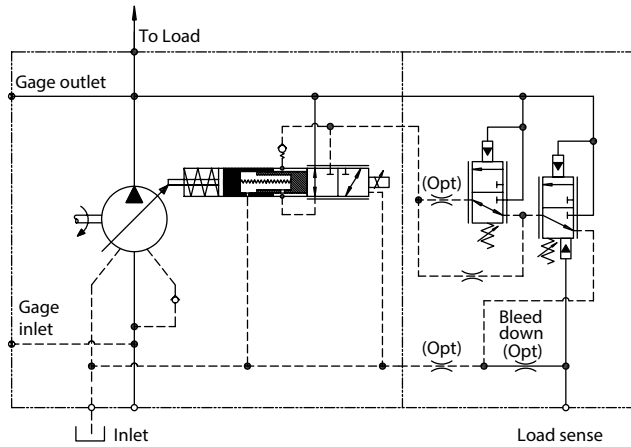 To Load
Gage outlet
(Opt)
Gage
inlet
Bleed
down
(Opt)
(Opt)
Inlet
Load sense